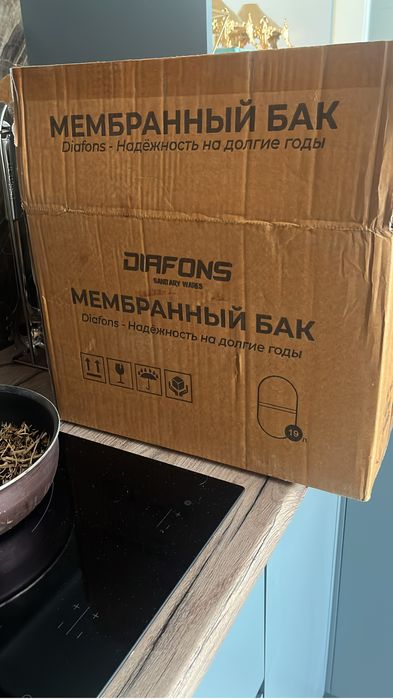 МЕМБРАННЫЙ БАК
Diafons - Надёжность на долгие годы
DIAFONS
SANITARY WARES
МЕМБРАННЫЙ БАК
Diafons - Надёжность на долгие годы
19 л